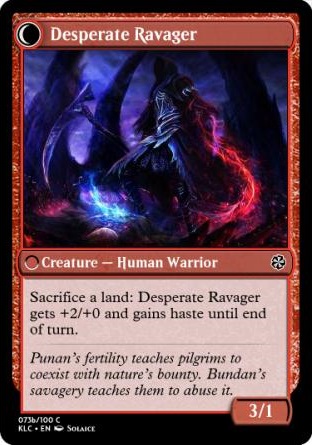 Desperate Ravager
Creature — Human Warrior
Sacrifice a land: Desperate Ravager
gets +2/+0 and gains haste until end
of turn.
Punan's fertility teaches pilgrims to
coexist with nature's bounty. Bundan's
savagery teaches them to abuse it.
3/1
073b/100 C
KLC • EN Solaice